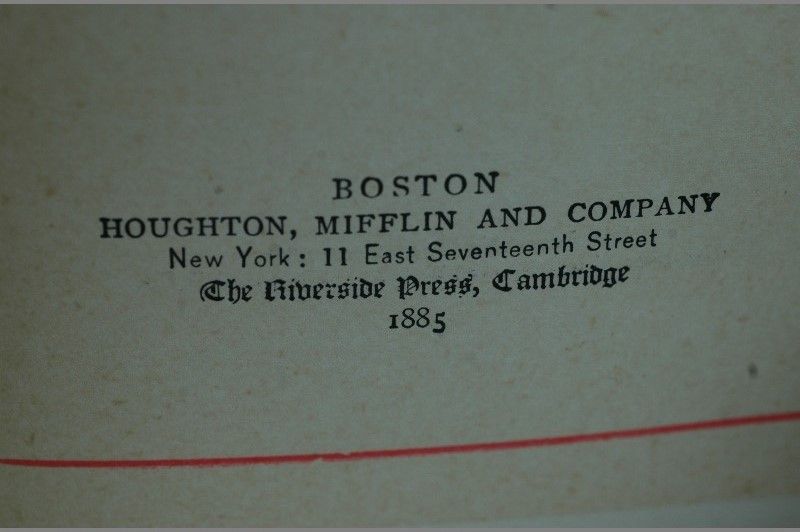 BOSTON
HOUGHTON, MIFFLIN AND COMPANY
New York: 11 East Seventeenth Street
The Riverside Press, Cambridge
1885